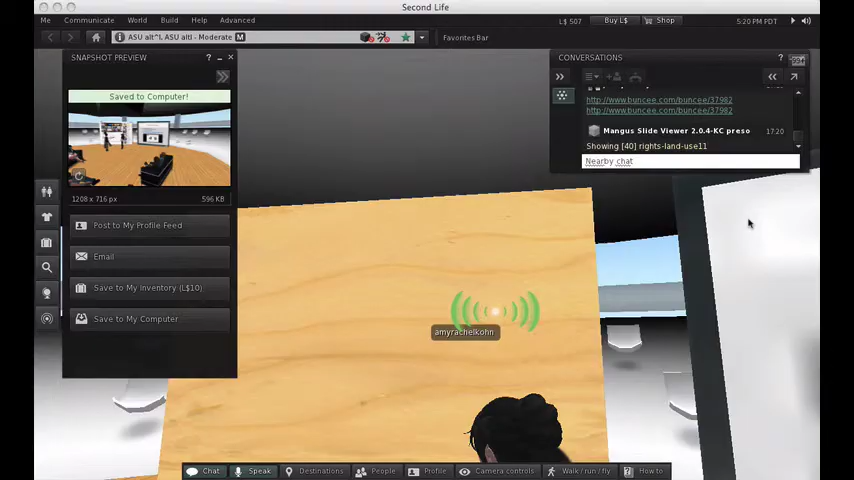 Second Life
Me Communicate World Build Help Advanced
L$ 507 Buy L$ Shop 5:20 PM PDT
ASU alt^I, ASU altI - Moderate M
Favorites Bar
SNAPSHOT PREVIEW
Saved to Computer!
1208 x 716 px 596 KB
Post to My Profile Feed
Email
Save to My Inventory (L$10)
Save to My Computer
CONVERSATIONS
http://www.buncee.com/buncee/37982
http://www.buncee.com/buncee/37982
Mangus Slide Viewer 2.0.4-KC preso 17:20
Showing [40] rights-land-use11
Nearby chat
amyrachelkohn
Chat Speak Destinations People Profile Camera controls Walk / run / fly How to